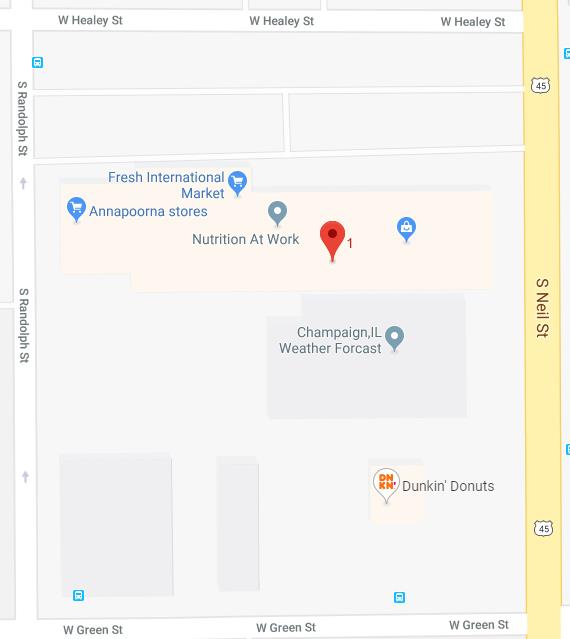 W Healey St
W Healey St
W Healey St
45
S Randolph St
Fresh International
Market
Annapoorna stores
Nutrition At Work
1
S Neil St
S Randolph St
Champaign,IL
Weather Forcast
DN
KN'
Dunkin' Donuts
45
W Green St
W Green St
W Green St